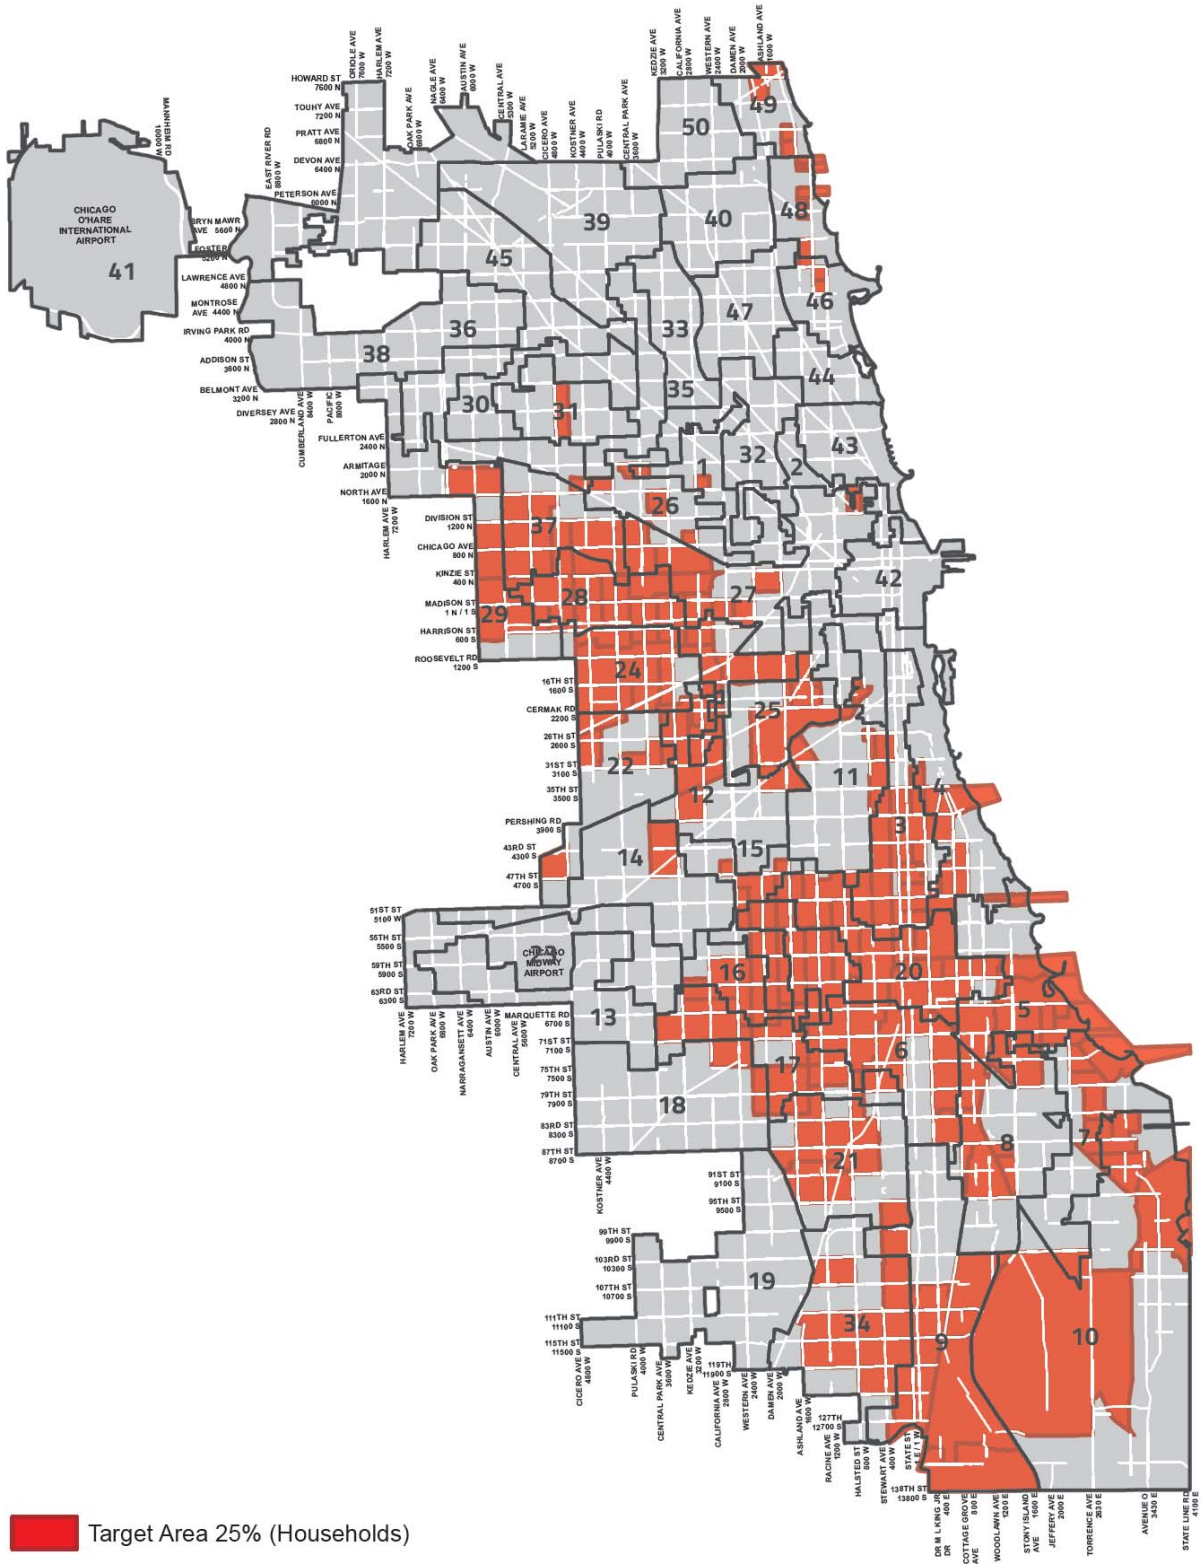 ORIOLE AVE
7600 W
HARLEM AVE
7200 W
NAGLE AVE
6400 W
AUSTIN AVE
6000 W
OAK PARK AVE
6800 W
CENTRAL AVE
5300 W
LARAMIE AVE
5200 W
CICERO AVE
4800 W
KOSTNER AVE
4400 W
PULASKI RD
4000 W
CENTRAL PARK AVE
3600 W
KEDZIE AVE
3200 W
CALIFORNIA AVE
2800 W
WESTERN AVE
2400 W
DAMEN AVE
2000 W
ASHLAND AVE
1600 W
MANNHEIM RD
10000 W
EAST RIVER RD
8800 W
HOWARD ST
7600 N
TOUHY AVE
7200 N
PRATT AVE
6800 N
DEVON AVE
6400 N
PETERSON AVE
6000 N
BRYN MAWR
AVE 5600 N
FOSTER
5200 N
LAWRENCE AVE
4800 N
MONTROSE
AVE 4400 N
IRVING PARK RD
4000 N
ADDISON ST
3600 N
BELMONT AVE
3200 N
DIVERSEY AVE
2800 N
CUMBERLAND AVE
8400 W
PACIFIC
8000 W
FULLERTON AVE
2400 N
ARMITAGE
2000 N
NORTH AVE
1600 N
HARLEM AVE
7200 W
DIVISION ST
1200 N
CHICAGO AVE
800 N
KINZIE ST
400 N
MADISON ST
1 N / 1 S
HARRISON ST
600 S
ROOSEVELT RD
1200 S
16TH ST
1600 S
CERMAK RD
2200 S
26TH ST
2600 S
31ST ST
3100 S
35TH ST
3500 S
PERSHING RD
3900 S
43RD ST
4300 S
47TH ST
4700 S
51ST ST
5100 W
55TH ST
5500 S
59TH ST
5900 S
63RD ST
6300 S
HARLEM AVE
7200 W
OAK PARK AVE
6800 W
NARRAGANSETT AVE
6400 W
AUSTIN AVE
6000 W
CENTRAL AVE
5600 W
MARQUETTE RD
6700 S
71ST ST
7100 S
75TH ST
7500 S
79TH ST
7900 S
83RD ST
8300 S
87TH ST
8700 S
KOSTNER AVE
4400 W
91ST ST
9100 S
95TH ST
9500 S
99TH ST
9900 S
103RD ST
10300 S
107TH ST
10700 S
111TH ST
11100 S
115TH ST
11500 S
CICERO AVE
4800 W
PULASKI RD
4000 W
CENTRAL PARK AVE
3600 W
KEDZIE AVE
3200 W
119TH
11900 S
CALIFORNIA AVE
2800 W
WESTERN AVE
2400 W
DAMEN AVE
2000 W
ASHLAND AVE
1600 W
127TH
12700 S
RACINE AVE
1200 W
HALSTED ST
800 W
STEWART AVE
400 W
STATE ST
1 E / 1 W
138TH ST
13800 S
DR M L KING JR
DR 400 E
COTTAGE GROVE
AVE 800 E
WOODLAWN AVE
1200 E
STONY ISLAND
AVE 1600 E
JEFFERY AVE
2000 E
TORRENCE AVE
2630 E
AVENUE O
3430 E
STATE LINE RD
4100 E
CHICAGO
O'HARE
INTERNATIONAL
AIRPORT
41
49
50
48
40
39
45
46
47
33
36
38
44
35
30
31
43
32
2
1
26
37
42
27
28
29
24
25
22
11
12
4
3
15
14
23
CHICAGO
MIDWAY
AIRPORT
16
20
5
13
6
17
18
8
7
21
19
34
9
10
Target Area 25% (Households)